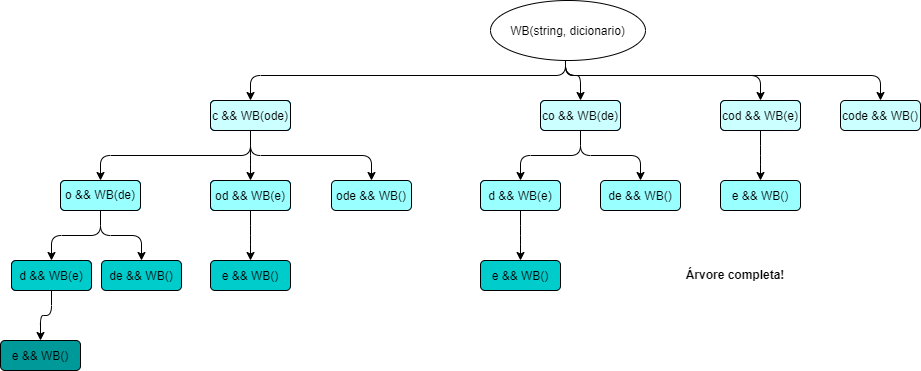 WB(string, dicionario)
c && WB(ode)
co && WB(de)
cod && WB(e)
code && WB()
o && WB(de)
od && WB(e)
ode && WB()
d && WB(e)
de && WB()
e && WB()
d && WB(e)
de && WB()
e && WB()
e && WB()
Árvore completa!
e && WB()